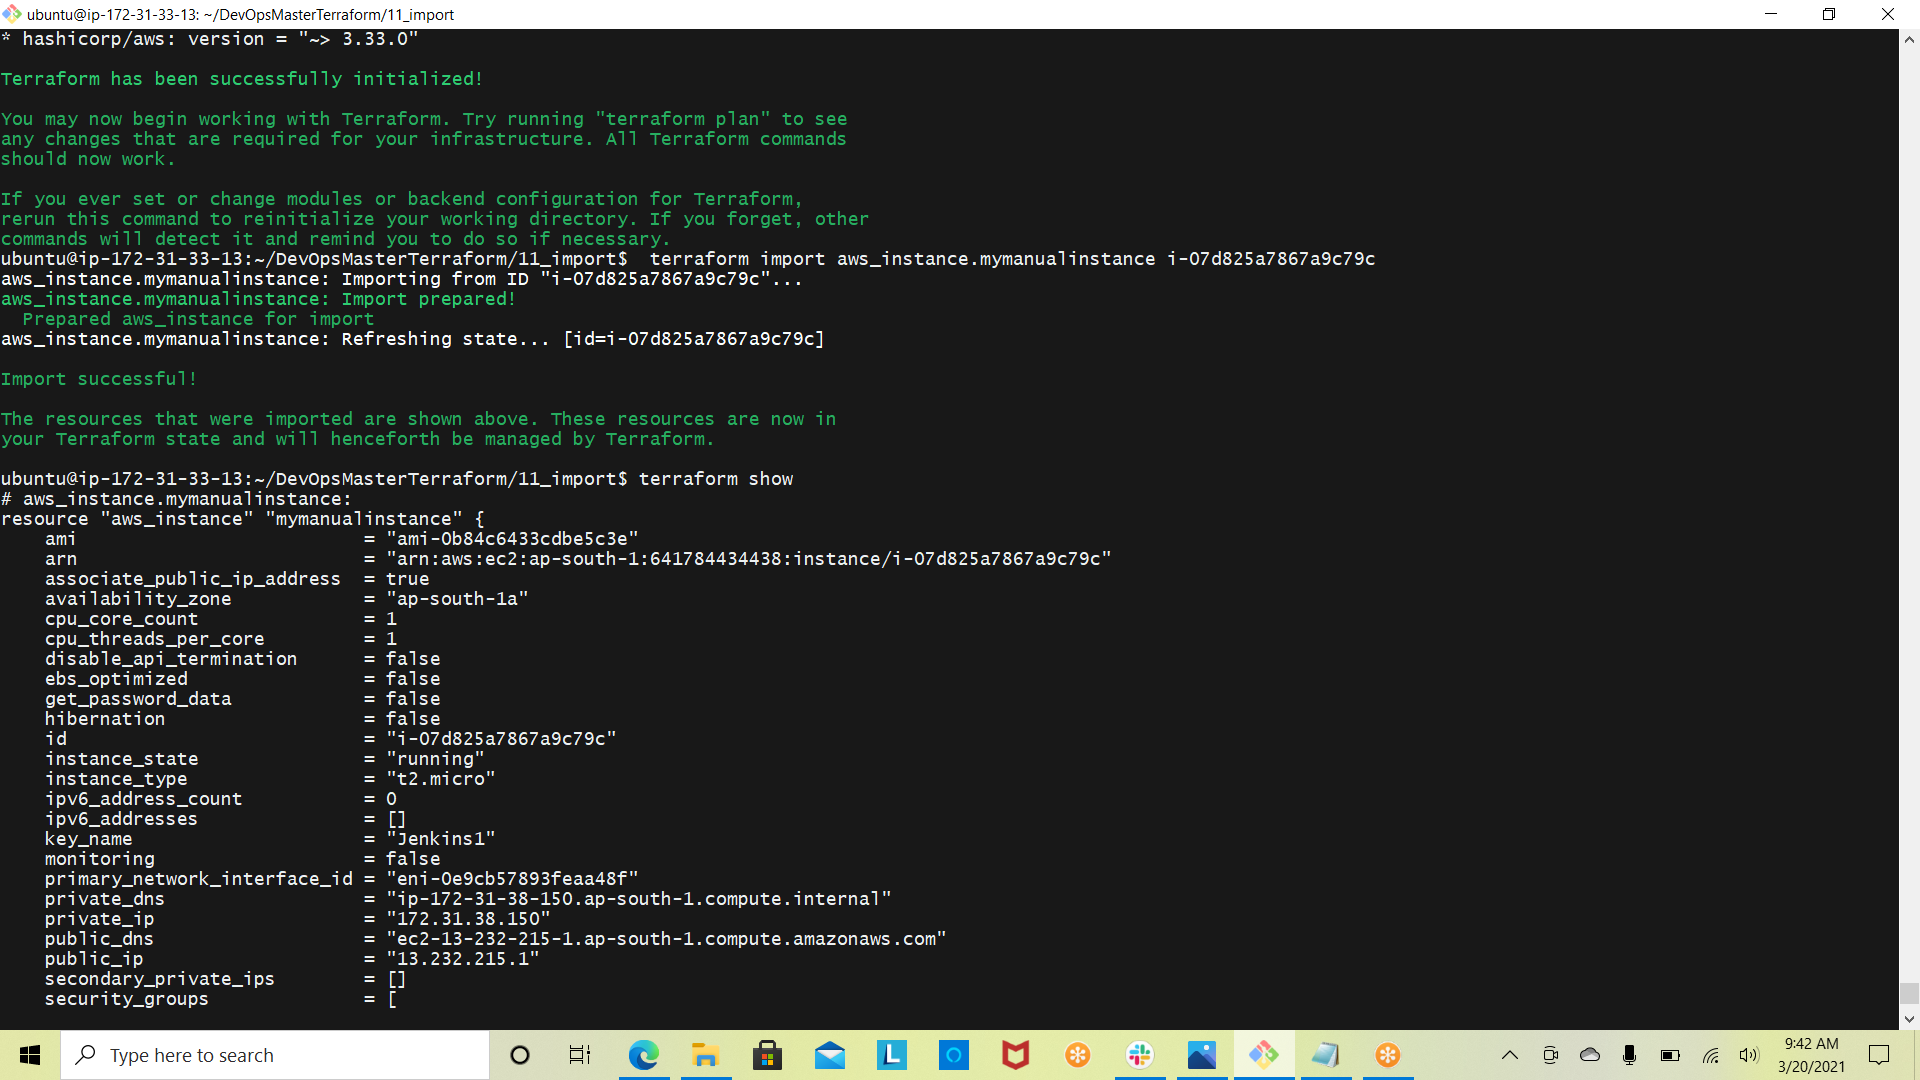 ubuntu@ip-172-31-33-13: ~/DevOpsMasterTerraform/11_import
* hashicorp/aws: version = "~> 3.33.0"
Terraform has been successfully initialized!
You may now begin working with Terraform. Try running "terraform plan" to see
any changes that are required for your infrastructure. All Terraform commands
should now work.
If you ever set or change modules or backend configuration for Terraform,
rerun this command to reinitialize your working directory. If you forget, other
commands will detect it and remind you to do so if necessary.
ubuntu@ip-172-31-33-13:~/DevOpsMasterTerraform/11_import$  terraform import aws_instance.mymanualinstance i-07d825a7867a9c79c
aws_instance.mymanualinstance: Importing from ID "i-07d825a7867a9c79c"...
aws_instance.mymanualinstance: Import prepared!
  Prepared aws_instance for import
aws_instance.mymanualinstance: Refreshing state... [id=i-07d825a7867a9c79c]
Import successful!
The resources that were imported are shown above. These resources are now in
your Terraform state and will henceforth be managed by Terraform.
ubuntu@ip-172-31-33-13:~/DevOpsMasterTerraform/11_import$ terraform show
# aws_instance.mymanualinstance:
resource "aws_instance" "mymanualinstance" {
    ami                          = "ami-0b84c6433cdbe5c3e"
    arn                          = "arn:aws:ec2:ap-south-1:641784434438:instance/i-07d825a7867a9c79c"
    associate_public_ip_address  = true
    availability_zone            = "ap-south-1a"
    cpu_core_count               = 1
    cpu_threads_per_core         = 1
    disable_api_termination      = false
    ebs_optimized                = false
    get_password_data            = false
    hibernation                  = false
    id                           = "i-07d825a7867a9c79c"
    instance_state               = "running"
    instance_type                = "t2.micro"
    ipv6_address_count           = 0
    ipv6_addresses               = []
    key_name                     = "Jenkins1"
    monitoring                   = false
    primary_network_interface_id = "eni-0e9cb57893feaa48f"
    private_dns                  = "ip-172-31-38-150.ap-south-1.compute.internal"
    private_ip                   = "172.31.38.150"
    public_dns                   = "ec2-13-232-215-1.ap-south-1.compute.amazonaws.com"
    public_ip                    = "13.232.215.1"
    secondary_private_ips        = []
    security_groups              = [
Type here to search
L
9:42 AM
3/20/2021